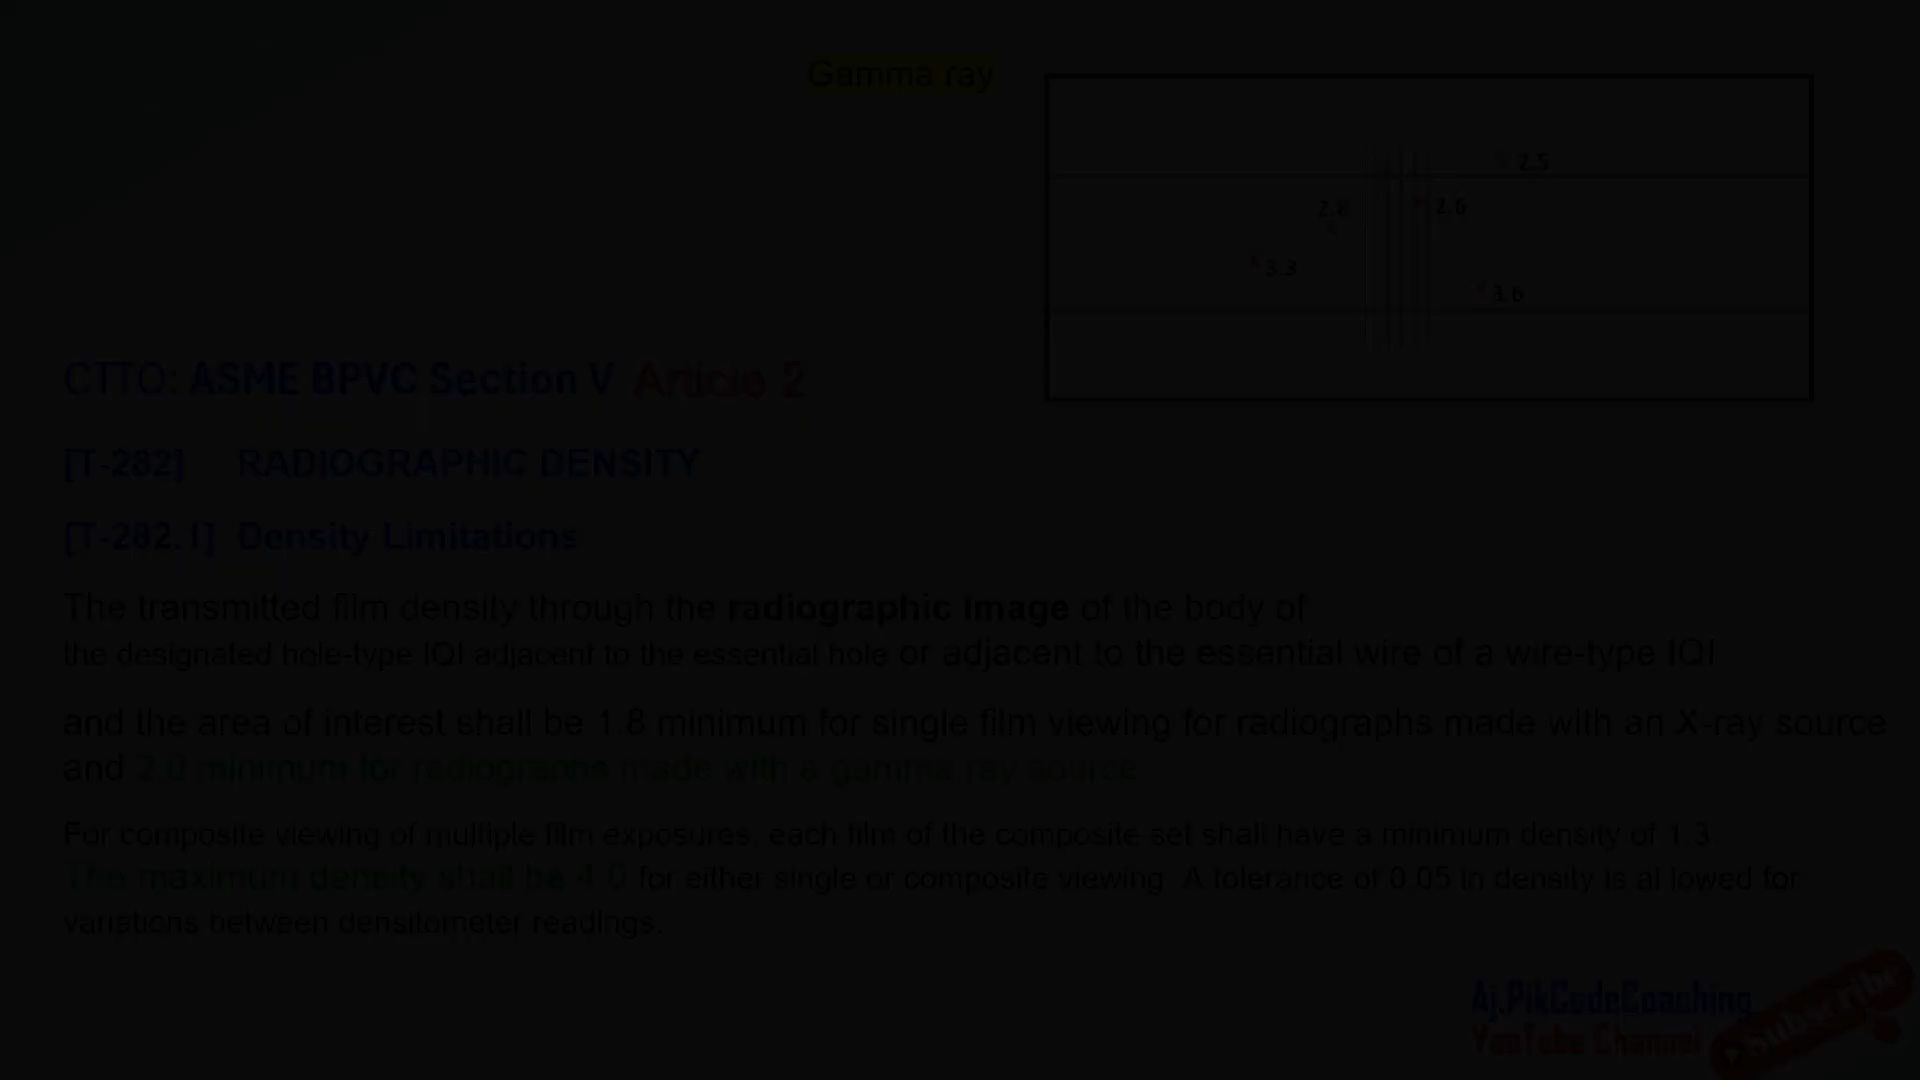 Gamma ray
2.5
2.8
2.6
3.3
3.6
CTTO: ASME BPVC Section V Article 2
[T-282] RADIOGRAPHIC DENSITY
[T-282.1] Density Limitations
The transmitted film density through the radiographic image of the body of
the designated hole-type IQI adjacent to the essential hole or adjacent to the essential wire of a wire-type IQI
and the area of interest shall be 1.8 minimum for single film viewing for radiographs made with an X-ray source
and 2.0 minimum for radiographs made with a gamma ray source
For composite viewing of multiple film exposures, each film of the composite set shall have a minimum density of 1.3
The maximum density shall be 4.0 for either single or composite viewing. A tolerance of 0.05 in density is al lowed for
variations between densitometer readings.
Aj.PikCodeCoaching
YouTube Channel
Subscribe